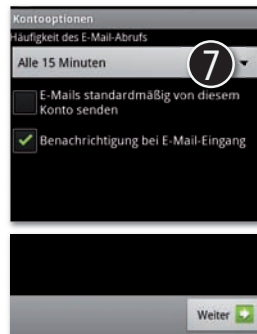 Kontooptionen
Häufigkeit des E-Mail-Abrufs
Alle 15 Minuten
7
E-Mails standardmäßig von diesem
Konto senden
Benachrichtigung bei E-Mail-Eingang
Weiter